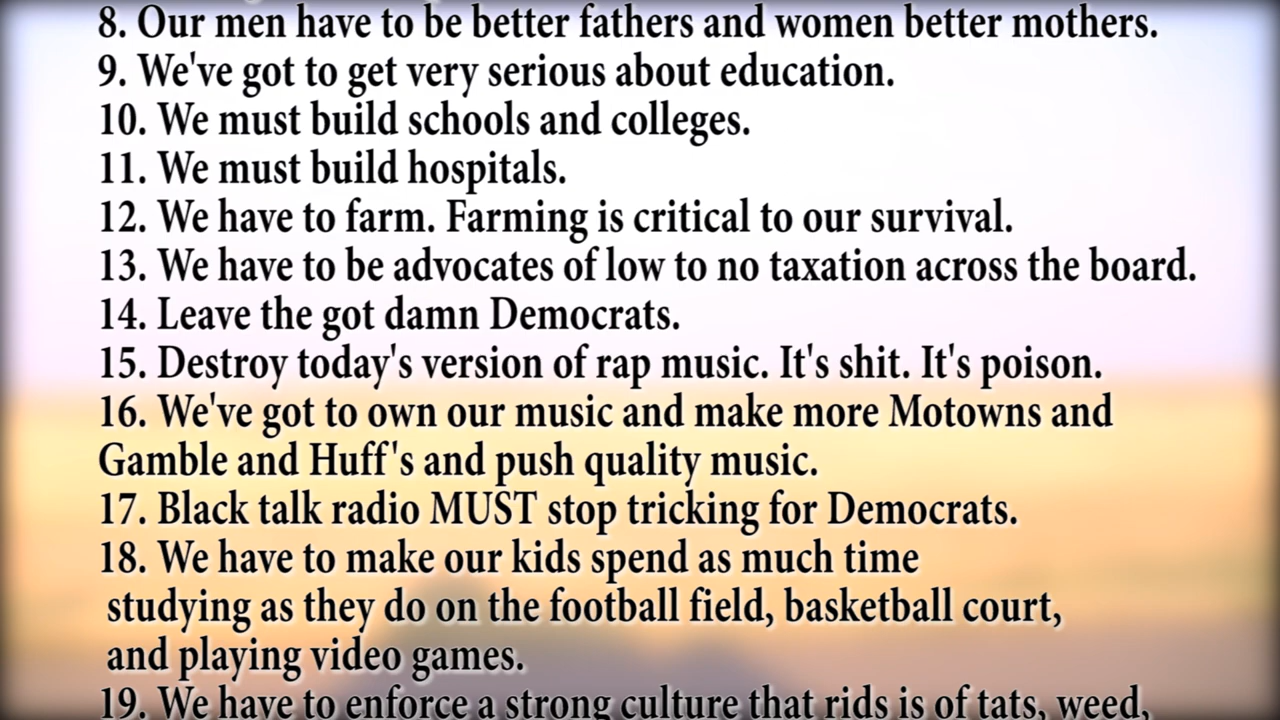 8. Our men have to be better fathers and women better mothers.
9. We've got to get very serious about education.
10. We must build schools and colleges.
11. We must build hospitals.
12. We have to farm. Farming is critical to our survival.
13. We have to be advocates of low to no taxation across the board.
14. Leave the got damn Democrats.
15. Destroy today's version of rap music. It's shit. It's poison.
16. We've got to own our music and make more Motowns and
Gamble and Huff's and push quality music.
17. Black talk radio MUST stop tricking for Democrats.
18. We have to make our kids spend as much time
studying as they do on the football field, basketball court,
and playing video games.
19. We have to enforce a strong culture that rids is of tats, weed,